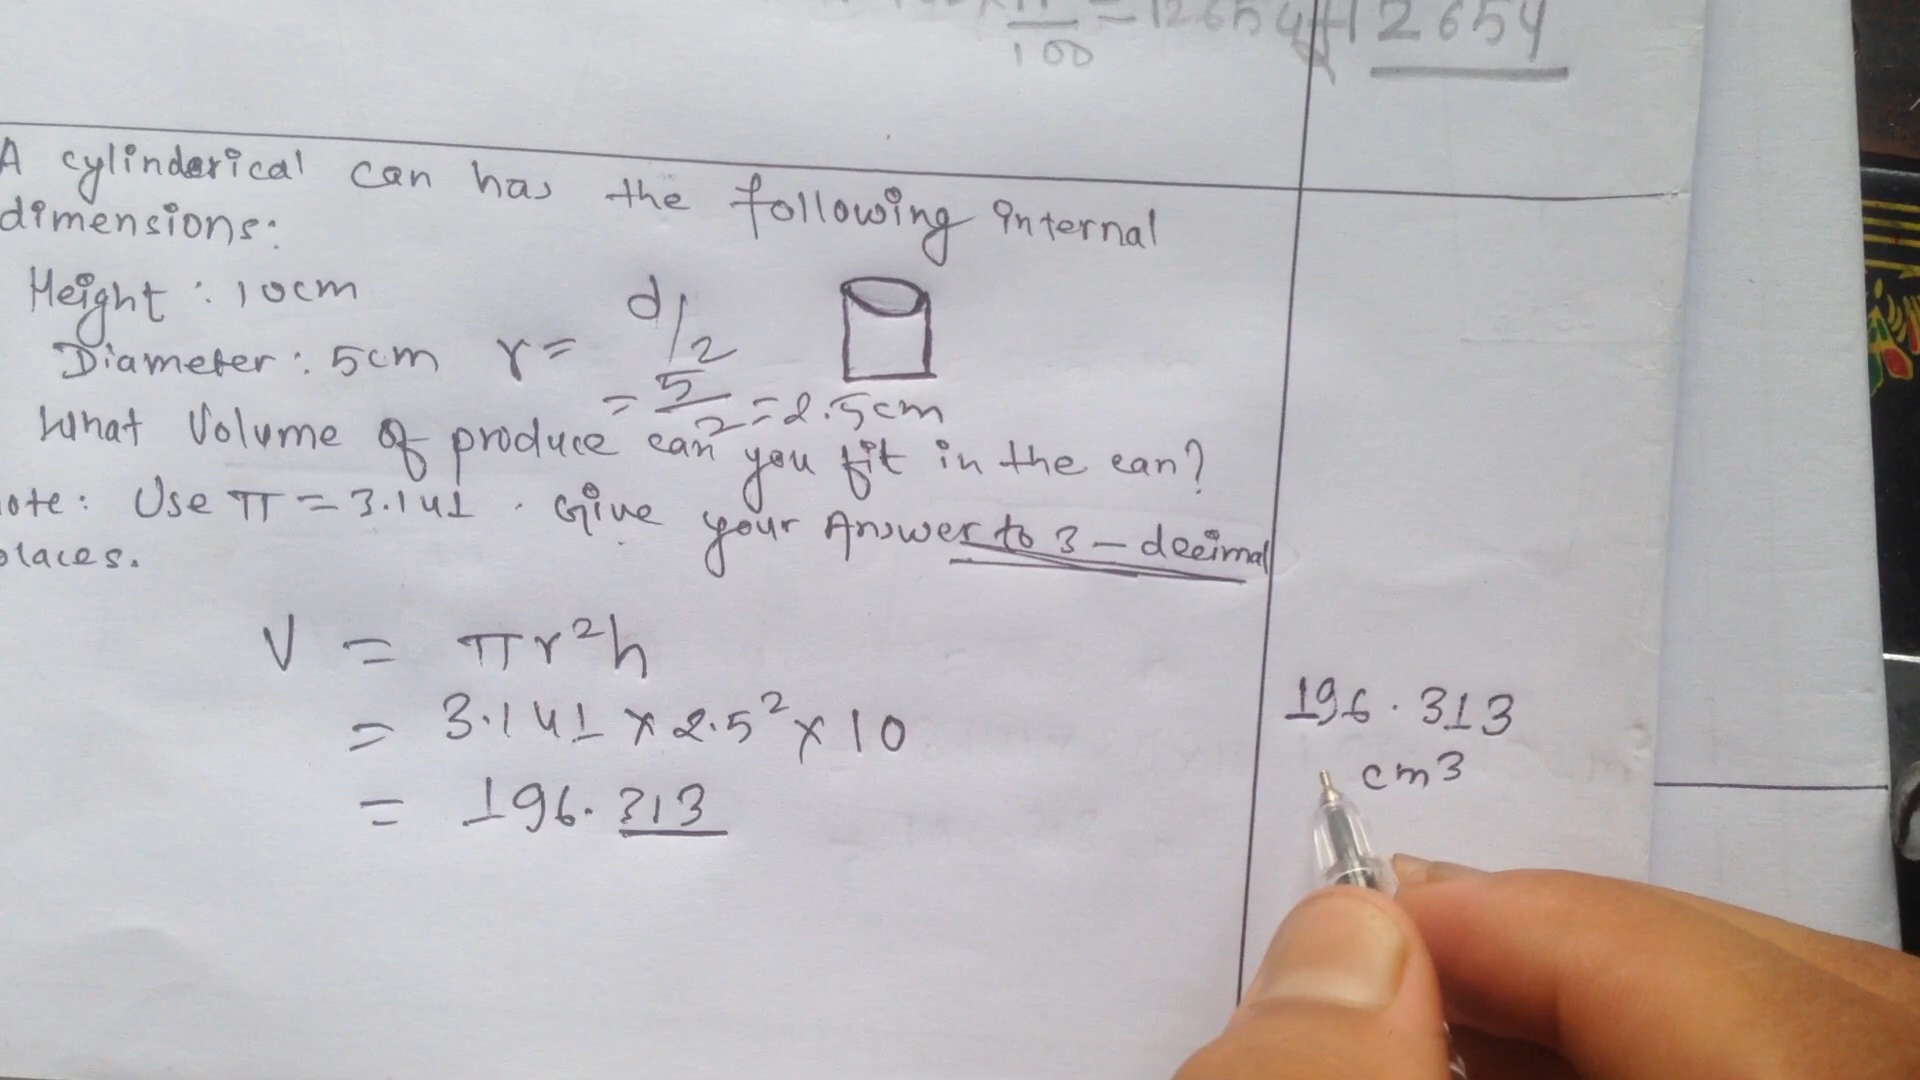 100 = 12654 12654
A cylinderical can has the following internal
dimensions:
Height : 10cm
Diameter : 5cm r = d/2
= 5/2 = 2.5cm
What Volume of produce can you fit in the can?
ote: Use π = 3.141 . Give your Answer to 3 - decimal
places.
V = πr²h
= 3.141 x 2.5² x 10
= 196.313
196.313
cm3